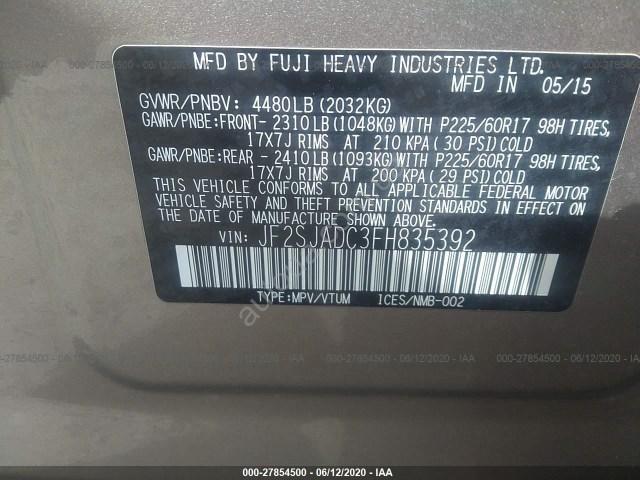 MFD BY FUJI HEAVY INDUSTRIES LTD.
MFD IN 05/15
GVWR/PNBV: 4480LB (2032KG)
GAWR/PNBE:FRONT- 2310LB (1048KG) WITH P225/60R17 98H TIRES,
17X7J RIMS AT 210 KPA ( 30 PSI) COLD
GAWR/PNBE:REAR - 2410LB (1093KG) WITH P225/60R17 98H TIRES,
17X7J RIMS AT 200 KPA ( 29 PSI) COLD
THIS VEHICLE CONFORMS TO ALL APPLICABLE FEDERAL MOTOR
VEHICLE SAFETY AND THEFT PREVENTION STANDARDS IN EFFECT
ON THE DATE OF MANUFACTURE SHOWN ABOVE.
VIN: JF2SJADC3FH835392
TYPE:MPV/VTUM ICES/NMB-002
000-27854500 - 06/12/2020 - IAA